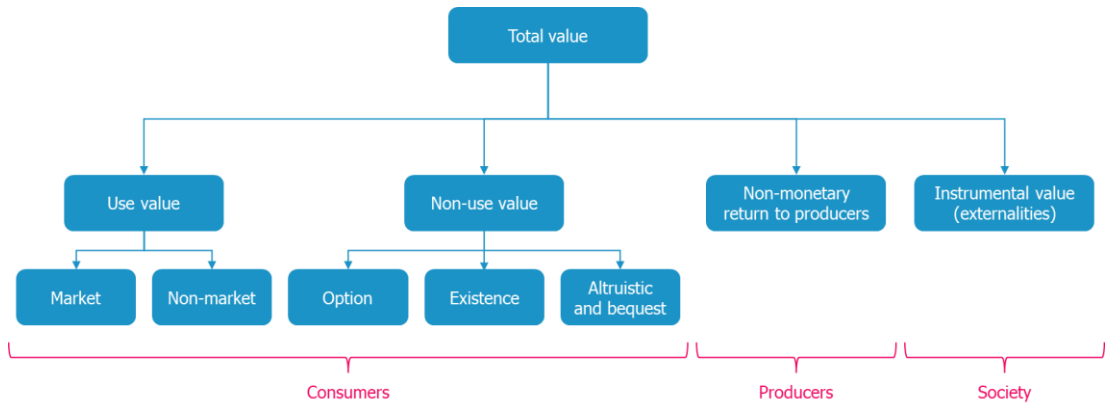 Total value
Use value
Non-use value
Non-monetary
return to producers
Instrumental value
(externalities)
Market
Non-market
Option
Existence
Altruistic
and bequest
Consumers
Producers
Society